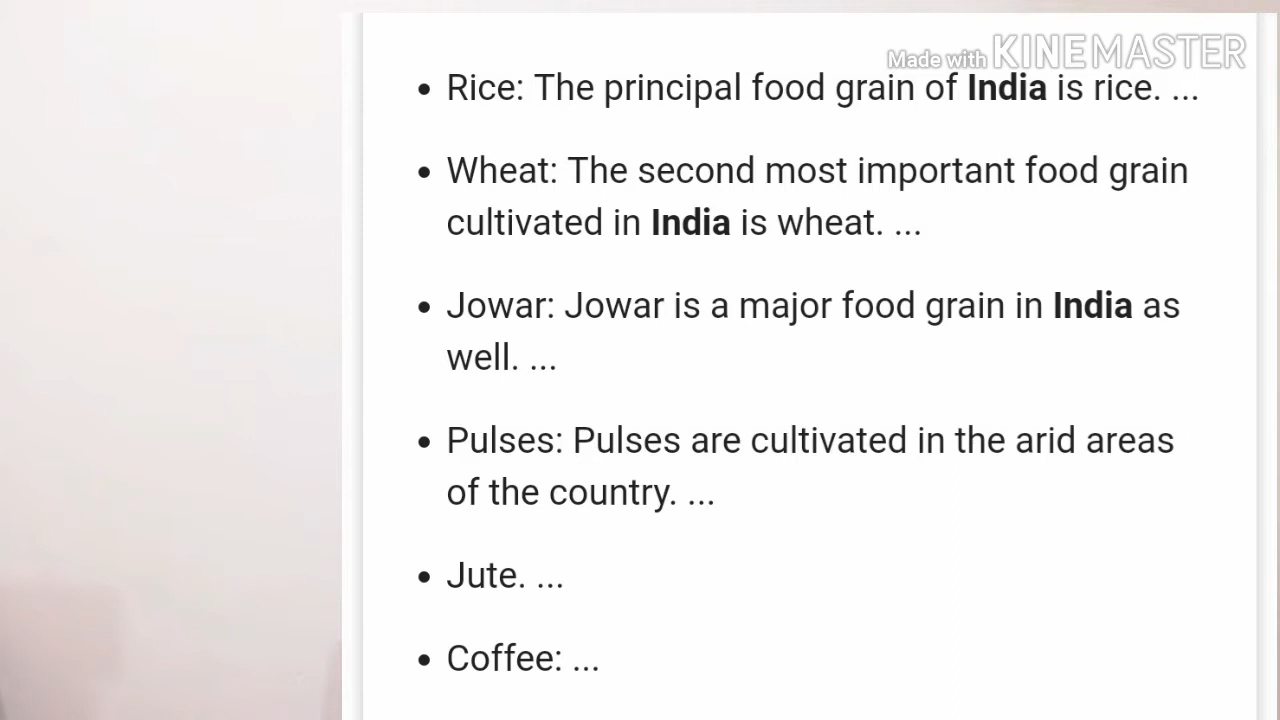 Made with KINEMASTER
• Rice: The principal food grain of India is rice. ...
• Wheat: The second most important food grain
cultivated in India is wheat. ...
• Jowar: Jowar is a major food grain in India as
well. ...
• Pulses: Pulses are cultivated in the arid areas
of the country. ...
• Jute. ...
• Coffee: ...